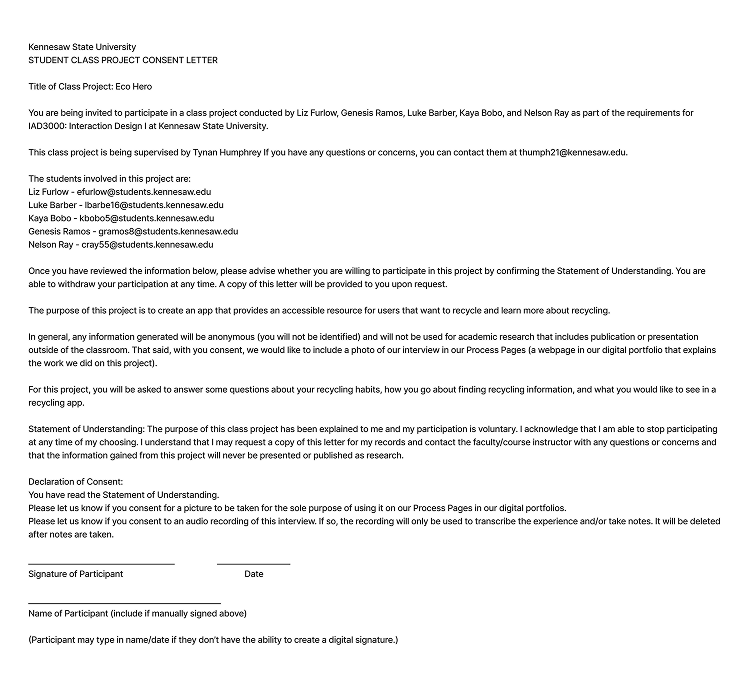 Kennesaw State University
STUDENT CLASS PROJECT CONSENT LETTER
Title of Class Project: Eco Hero
You are being invited to participate in a class project conducted by Liz Furlow, Genesis Ramos, Luke Barber, Kaya Bobo, and Nelson Ray as part of the requirements for
IAD3000: Interaction Design I at Kennesaw State University.
This class project is being supervised by Tynan Humphrey If you have any questions or concerns, you can contact them at thumph21@kennesaw.edu.
The students involved in this project are:
Liz Furlow - efurlow@students.kennesaw.edu
Luke Barber - lbarbe16@students.kennesaw.edu
Kaya Bobo - kbobo5@students.kennesaw.edu
Genesis Ramos - gramos8@students.kennesaw.edu
Nelson Ray - cray55@students.kennesaw.edu
Once you have reviewed the information below, please advise whether you are willing to participate in this project by confirming the Statement of Understanding. You are
able to withdraw your participation at any time. A copy of this letter will be provided to you upon request.
The purpose of this project is to create an app that provides an accessible resource for users that want to recycle and learn more about recycling.
In general, any information generated will be anonymous (you will not be identified) and will not be used for academic research that includes publication or presentation
outside of the classroom. That said, with you consent, we would like to include a photo of our interview in our Process Pages (a webpage in our digital portfolio that explains
the work we did on this project).
For this project, you will be asked to answer some questions about your recycling habits, how you go about finding recycling information, and what you would like to see in a
recycling app.
Statement of Understanding: The purpose of this class project has been explained to me and my participation is voluntary. I acknowledge that I am able to stop participating
at any time of my choosing. I understand that I may request a copy of this letter for my records and contact the faculty/course instructor with any questions or concerns and
that the information gained from this project will never be presented or published as research.
Declaration of Consent:
You have read the Statement of Understanding.
Please let us know if you consent for a picture to be taken for the sole purpose of using it on our Process Pages in our digital portfolios.
Please let us know if you consent to an audio recording of this interview. If so, the recording will only be used to transcribe the experience and/or take notes. It will be deleted
after notes are taken.
Signature of Participant Date
Name of Participant (include if manually signed above)
(Participant may type in name/date if they don't have the ability to create a digital signature.)